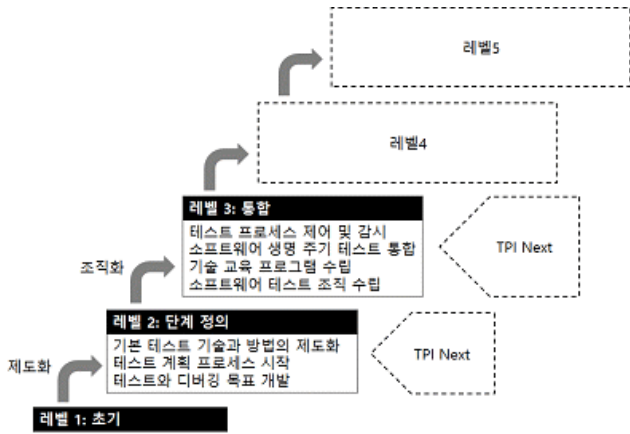 레벨5
레벨4
레벨 3: 통합
테스트 프로세스 제어 및 감시
소프트웨어 생명 주기 테스트 통합
기술 교육 프로그램 수립
소프트웨어 테스트 조직 수립
TPI Next
조직화
레벨 2: 단계 정의
기본 테스트 기술과 방법의 제도화
테스트 계획 프로세스 시작
테스트와 디버깅 목표 개발
TPI Next
제도화
레벨 1: 초기